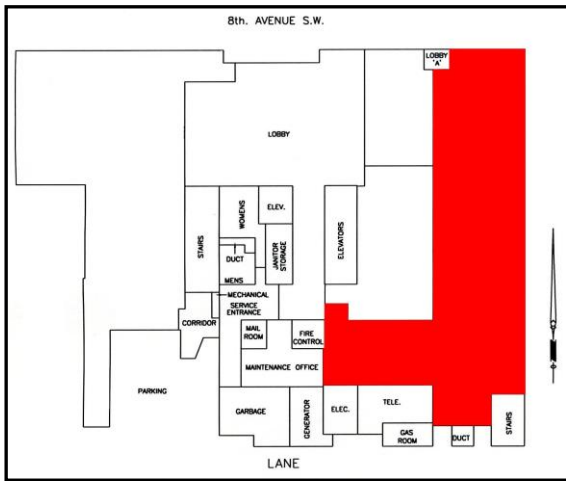 8th. AVENUE S.W.
LOBBY
'A'
LOBBY
WOMENS
ELEV.
STAIRS
JANITOR
STORAGE
ELEVATORS
DUCT
MENS
MECHANICAL
SERVICE
ENTRANCE
CORRIDOR
MAIL
ROOM
FIRE
CONTROL
MAINTENANCE OFFICE
PARKING
GARBAGE
GENERATOR
ELEC.
TELE.
GAS
ROOM
DUCT
STAIRS
LANE